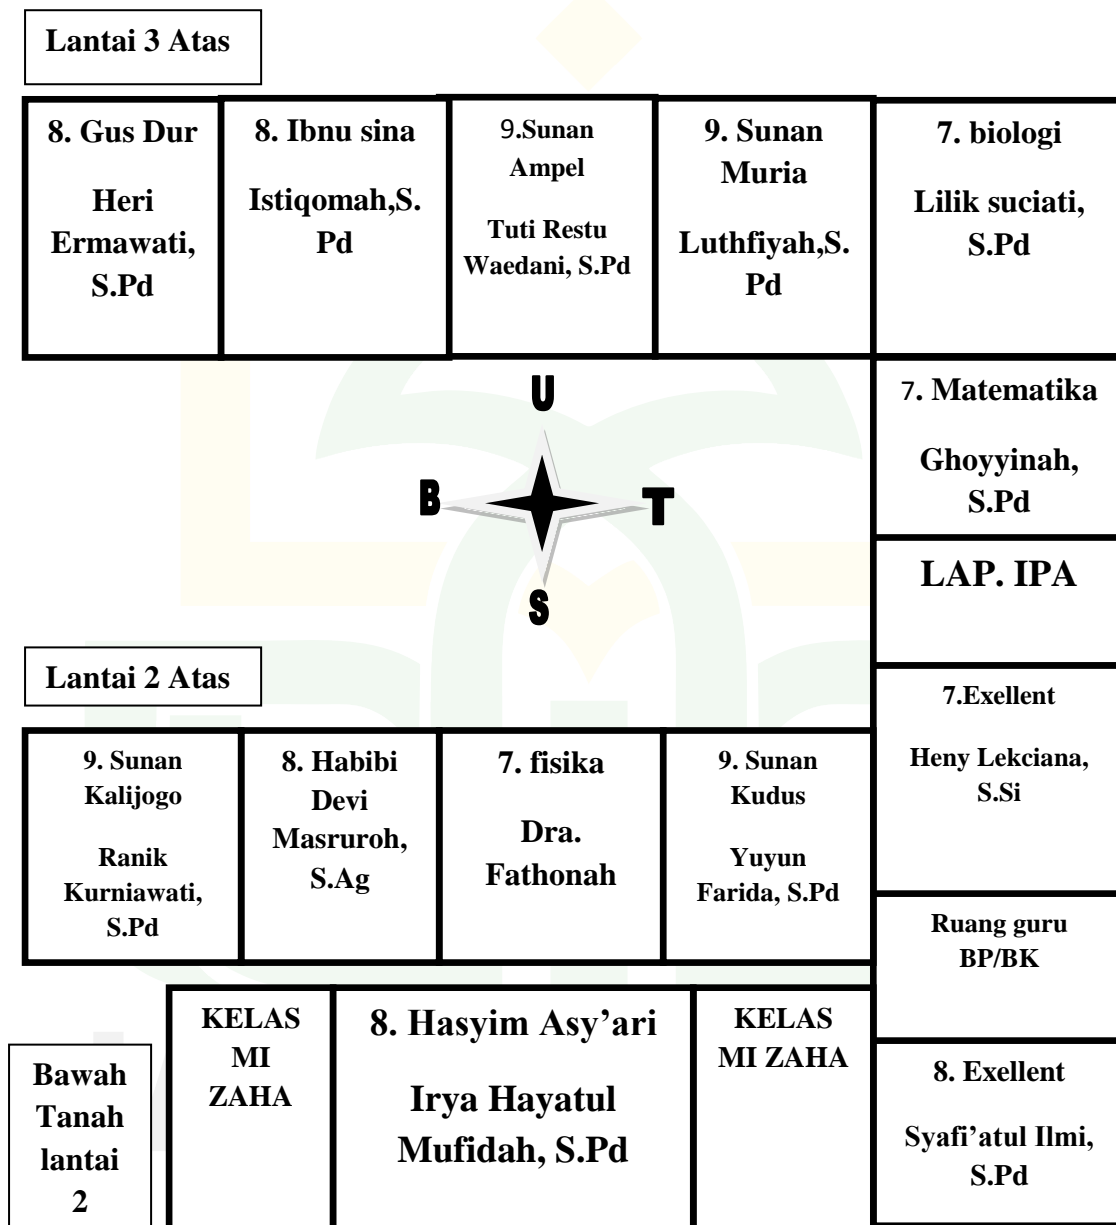 Lantai 3 Atas
8. Gus Dur
Heri
Ermawati,
S.Pd
8. Ibnu sina
Istiqomah,S.
Pd
9.Sunan
Ampel
Tuti Restu
Waedani, S.Pd
9. Sunan
Muria
Luthfiyah,S.
Pd
7. biologi
Lilik suciati,
S.Pd
7. Matematika
Ghoyyinah,
S.Pd
LAP. IPA
U
B
T
S
Lantai 2 Atas
7.Exellent
Heny Lekciana,
S.Si
9. Sunan
Kalijogo
Ranik
Kurniawati,
S.Pd
8. Habibi
Devi
Masruroh,
S.Ag
7. fisika
Dra.
Fathonah
9. Sunan
Kudus
Yuyun
Farida, S.Pd
Ruang guru
BP/BK
Bawah
Tanah
lantai
2
KELAS
MI
ZAHA
8. Hasyim Asy’ari
Irya Hayatul
Mufidah, S.Pd
KELAS
MI ZAHA
8. Exellent
Syafi’atul Ilmi,
S.Pd